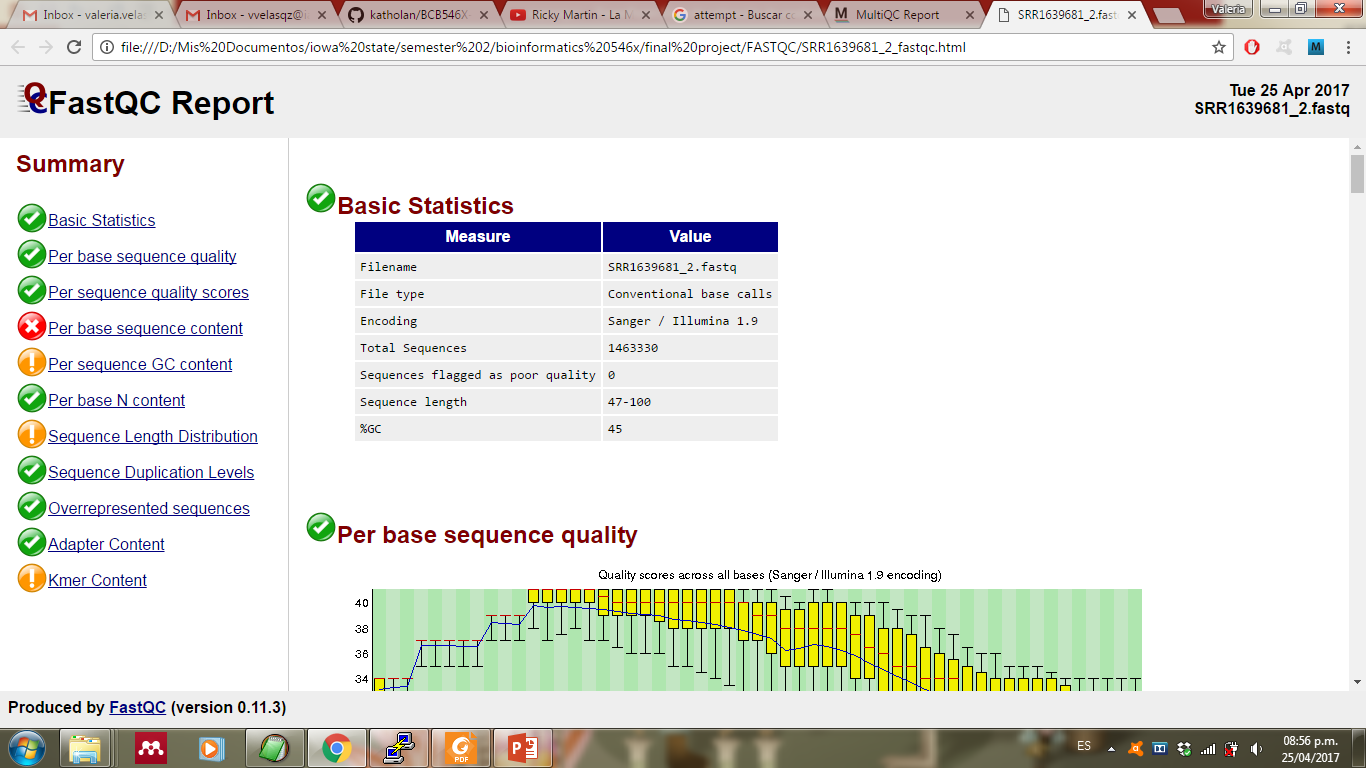 Inbox - valeria.velas
Inbox - vvelasqz@i
katholan/BCB546X-
Ricky Martin - La M
attempt - Buscar co
MultiQC Report
SRR1639681_2.fast
Valeria
file:///D:/Mis%20Documentos/iowa%20state/semester%202/bioinformatics%20546x/final%20project/FASTQC/SRR1639681_2_fastqc.html
FastQC Report
Tue 25 Apr 2017
SRR1639681_2.fastq
Summary
Basic Statistics
Per base sequence quality
Per sequence quality scores
Per base sequence content
Per sequence GC content
Per base N content
Sequence Length Distribution
Sequence Duplication Levels
Overrepresented sequences
Adapter Content
Kmer Content
Basic Statistics
Measure Value
Filename SRR1639681_2.fastq
File type Conventional base calls
Encoding Sanger / Illumina 1.9
Total Sequences 1463330
Sequences flagged as poor quality 0
Sequence length 47-100
%GC 45
Per base sequence quality
Quality scores across all bases (Sanger / Illumina 1.9 encoding)
40
38
36
34
Produced by FastQC (version 0.11.3)
PDF
ES
08:56 p.m.
25/04/2017